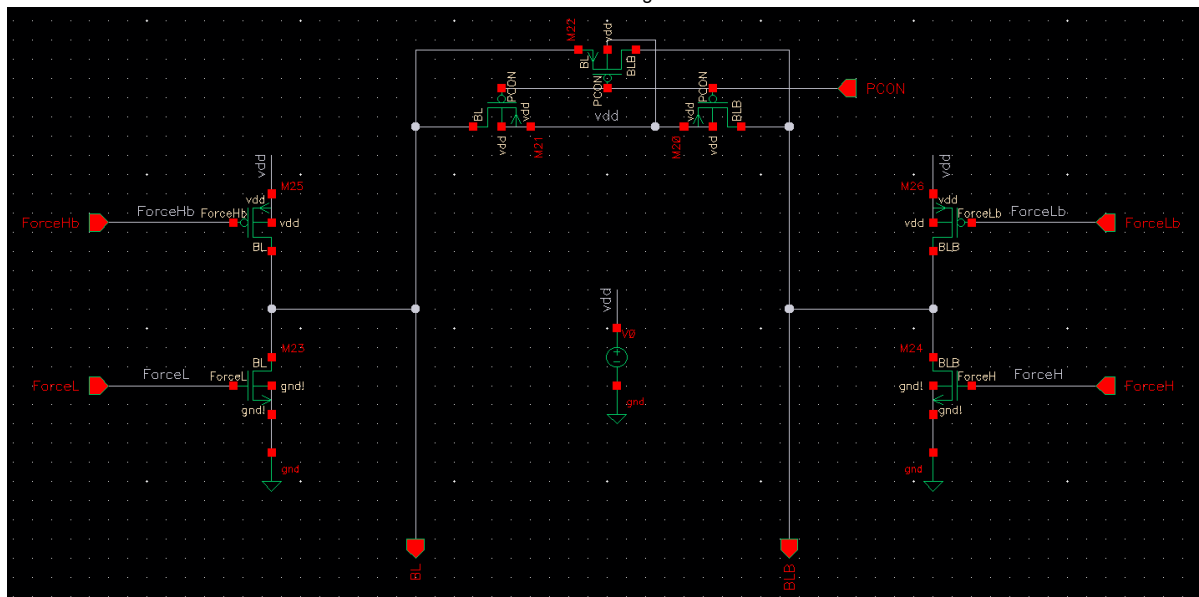 M22
vdd
BL
BLB
PCON
PCON
PCON
PCON
BL
vdd
vdd
M21
vdd
M20
vdd
vdd
BLB
vdd
M25
vdd
ForceHb
ForceHb
ForceHb
vdd
BL
vdd
M26
vdd
vdd
ForceLb
ForceLb
ForceLb
BLB
vdd
V0
gnd
M23
BL
ForceL
ForceL
ForceL
gnd!
gnd!
gnd
M24
BLB
gnd!
ForceH
ForceH
ForceH
gnd!
gnd
BL
BLB